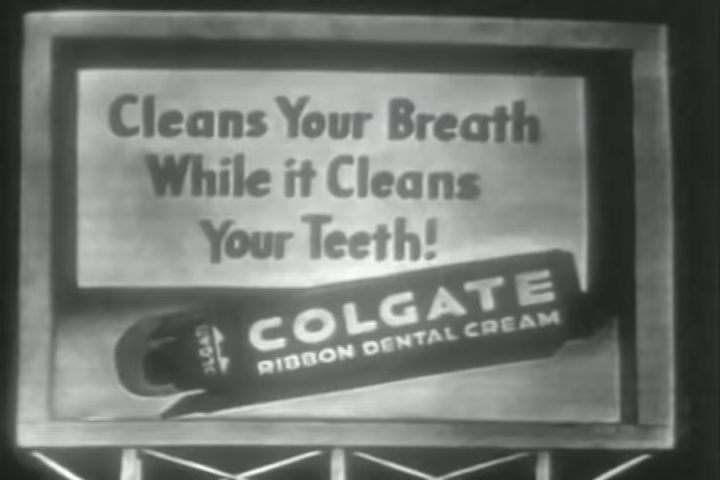 Cleans Your Breath
While it Cleans
Your Teeth!
COLGATE
RIBBON DENTAL CREAM